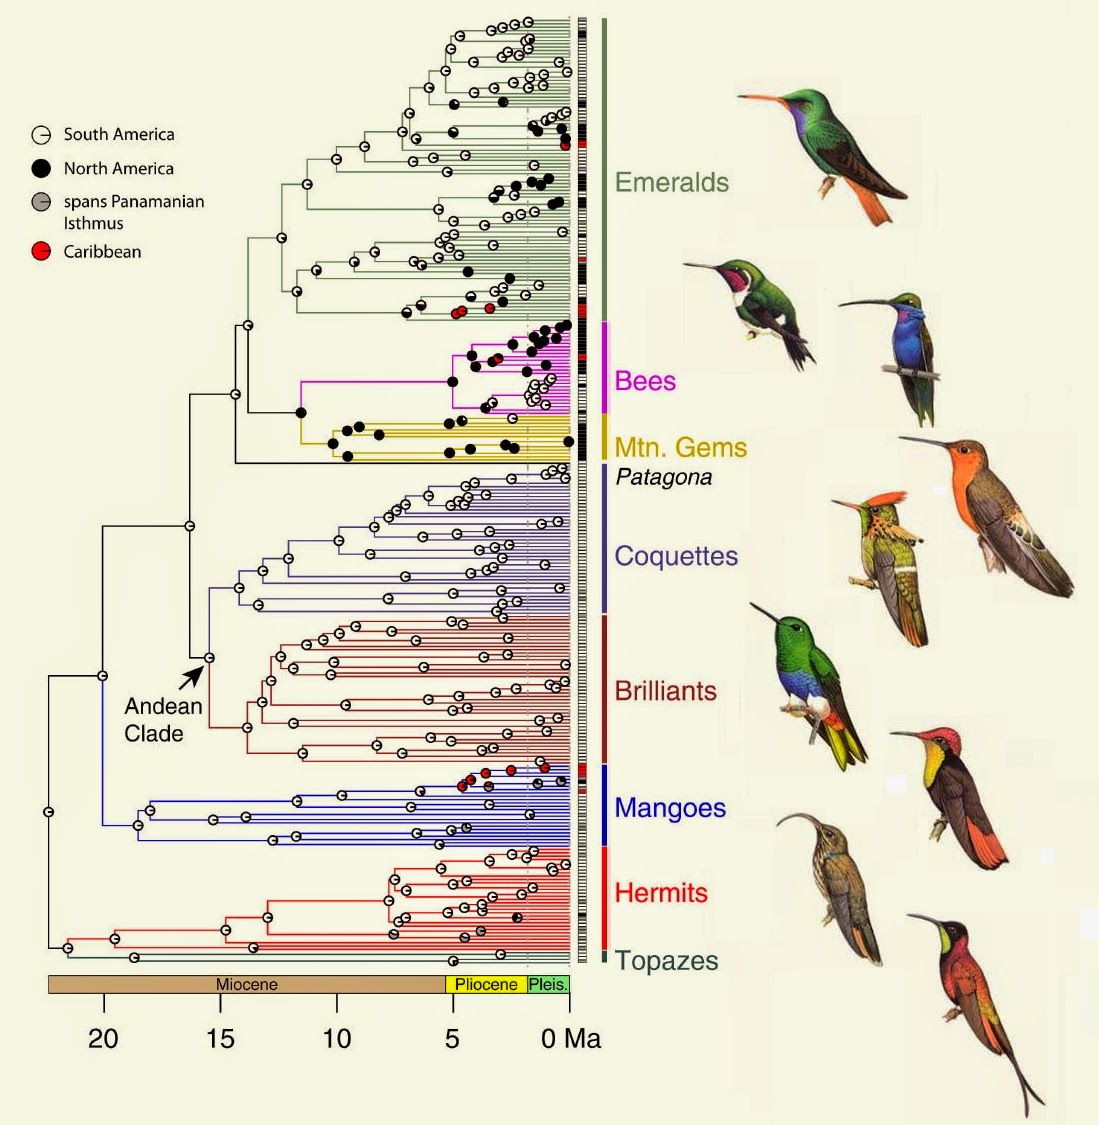 South America
North America
spans Panamanian
Isthmus
Caribbean
Emeralds
Bees
Mtn. Gems
Patagona
Coquettes
Andean
Clade
Brilliants
Mangoes
Hermits
Topazes
Miocene
Pliocene
Pleis.
20
15
10
5
0 Ma